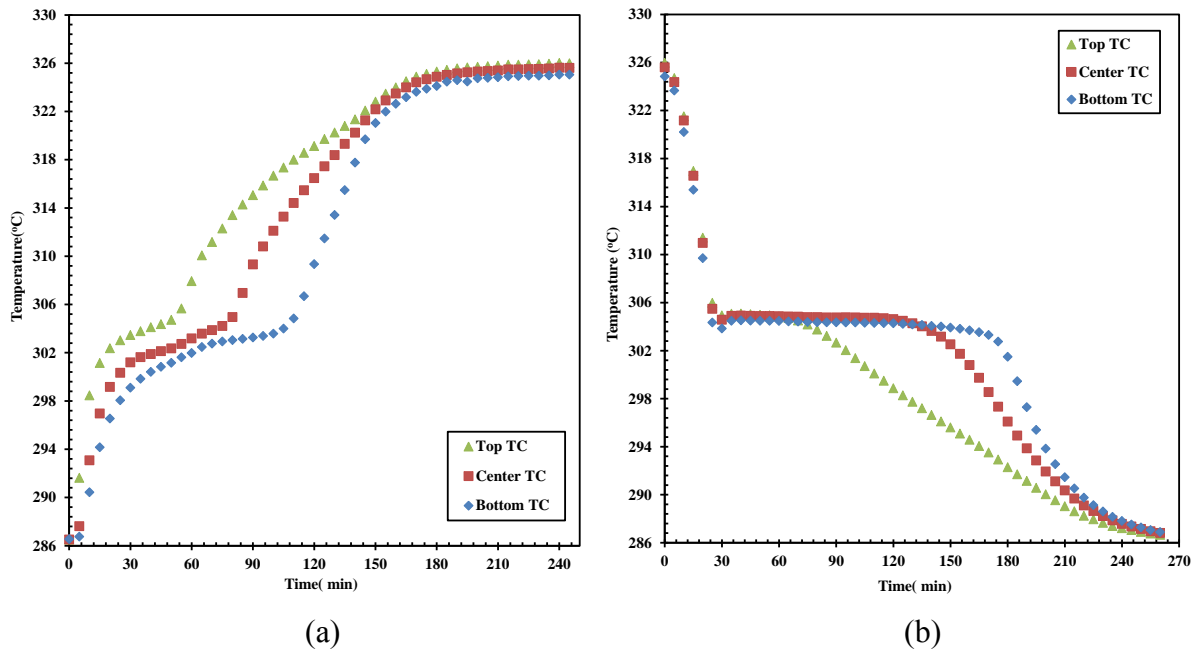 330
326
322
318
314
310
306
302
298
294
290
286
Temperature(°C)
0 30 60 90 120 150 180 210 240
Time( min)
Top TC
Center TC
Bottom TC
(a)
330
326
322
318
314
310
306
302
298
294
290
286
Temperature (°C)
0 30 60 90 120 150 180 210 240 270
Time( min)
Top TC
Center TC
Bottom TC
(b)